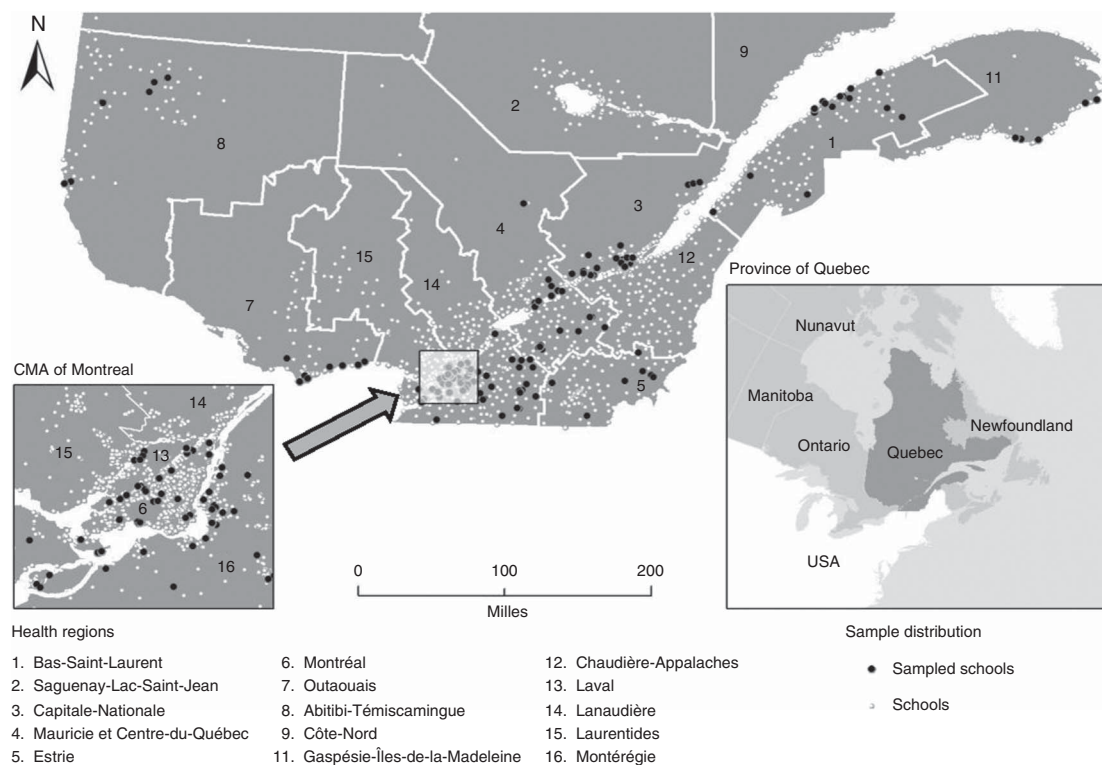 N
9
11
2
8
1
3
4
12
15
14
7
5
Province of Quebec
Nunavut
Manitoba
Newfoundland
Ontario
Quebec
USA
CMA of Montreal
14
15
13
6
16
0 100 200
Milles
Health regions
1. Bas-Saint-Laurent
2. Saguenay-Lac-Saint-Jean
3. Capitale-Nationale
4. Mauricie et Centre-du-Québec
5. Estrie
6. Montréal
7. Outaouais
8. Abitibi-Témiscamingue
9. Côte-Nord
11. Gaspésie-Îles-de-la-Madeleine
12. Chaudière-Appalaches
13. Laval
14. Lanaudière
15. Laurentides
16. Montérégie
Sample distribution
Sampled schools
Schools